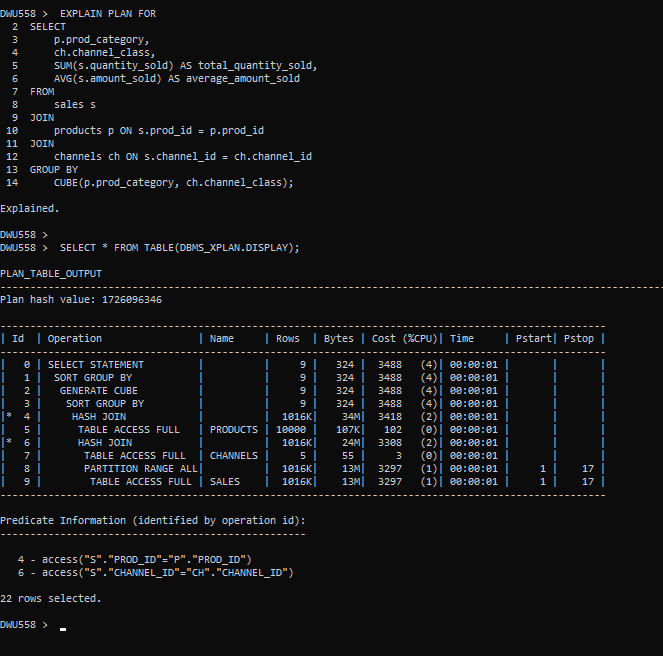 DWU558 >  EXPLAIN PLAN FOR
  2  SELECT
  3      p.prod_category,
  4      ch.channel_class,
  5      SUM(s.quantity_sold) AS total_quantity_sold,
  6      AVG(s.amount_sold) AS average_amount_sold
  7  FROM
  8      sales s
  9  JOIN
 10      products p ON s.prod_id = p.prod_id
 11  JOIN
 12      channels ch ON s.channel_id = ch.channel_id
 13  GROUP BY
 14      CUBE(p.prod_category, ch.channel_class);
Explained.
DWU558 >
DWU558 >  SELECT * FROM TABLE(DBMS_XPLAN.DISPLAY);
PLAN_TABLE_OUTPUT
----------------------------------------------------------------------------------------------------
Plan hash value: 1726096346
-------------------------------------------------------------------------------------------------
| Id  | Operation               | Name     | Rows  | Bytes | Cost (%CPU)| Time     | Pstart| Pstop |
-------------------------------------------------------------------------------------------------
|   0 | SELECT STATEMENT        |          |     9 |   324 |  3488   (4)| 00:00:01 |       |       |
|   1 |  SORT GROUP BY          |          |     9 |   324 |  3488   (4)| 00:00:01 |       |       |
|   2 |   GENERATE CUBE         |          |     9 |   324 |  3488   (4)| 00:00:01 |       |       |
|   3 |    SORT GROUP BY        |          |     9 |   324 |  3488   (4)| 00:00:01 |       |       |
|*  4 |     HASH JOIN           |          |  1016K|    34M|  3418   (2)| 00:00:01 |       |       |
|   5 |      TABLE ACCESS FULL  | PRODUCTS | 10000 |   107K|   102   (0)| 00:00:01 |       |       |
|*  6 |      HASH JOIN          |          |  1016K|    24M|  3308   (2)| 00:00:01 |       |       |
|   7 |       TABLE ACCESS FULL | CHANNELS |     5 |    55 |     3   (0)| 00:00:01 |       |       |
|   8 |       PARTITION RANGE ALL|         |  1016K|    13M|  3297   (1)| 00:00:01 |     1 |    17 |
|   9 |        TABLE ACCESS FULL | SALES   |  1016K|    13M|  3297   (1)| 00:00:01 |     1 |    17 |
-------------------------------------------------------------------------------------------------
Predicate Information (identified by operation id):
---------------------------------------------------
   4 - access("S"."PROD_ID"="P"."PROD_ID")
   6 - access("S"."CHANNEL_ID"="CH"."CHANNEL_ID")
22 rows selected.
DWU558 >  _